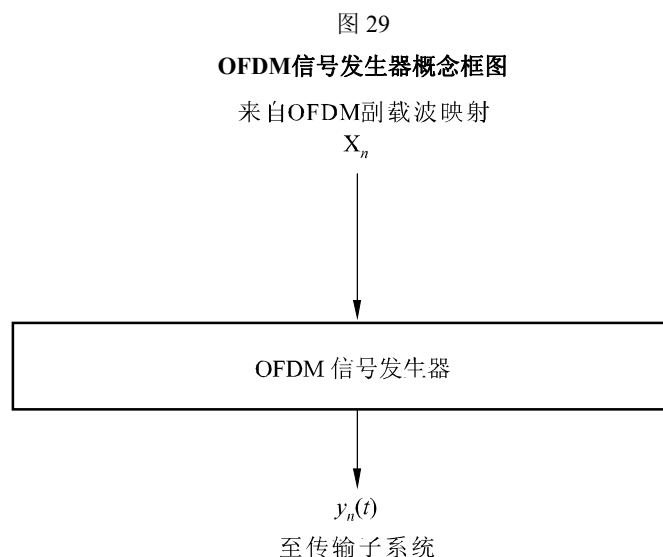 图 29
OFDM信号发生器概念框图
来自OFDM副载波映射
Xn
OFDM 信号发生器
yn(t)
至传输子系统